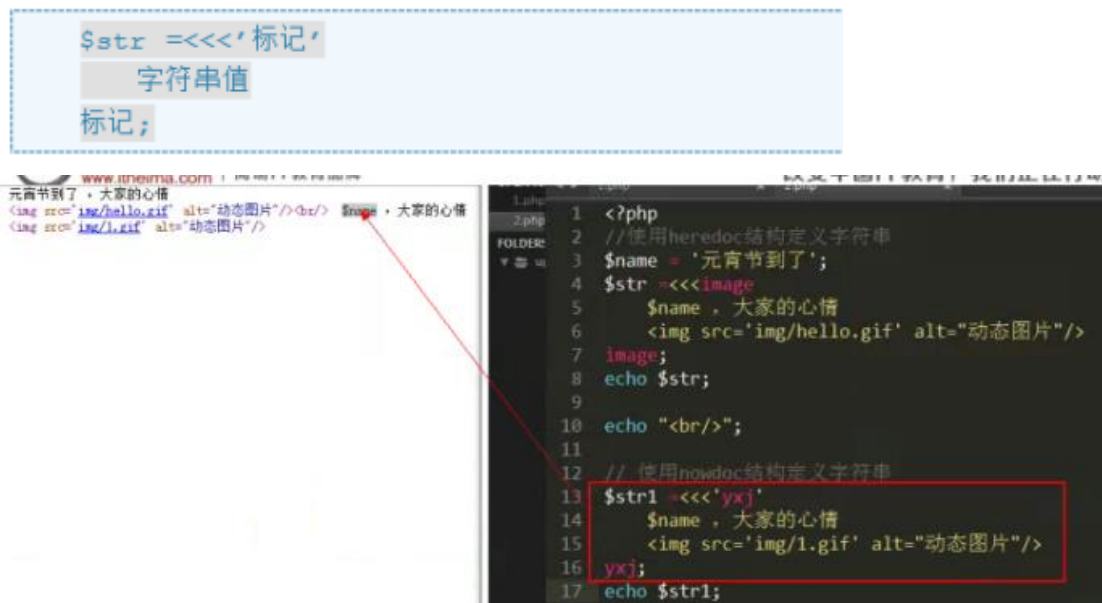 $str =<<<'标记'
字符串值
标记;
www.itheima.com
元宵节到了 ，大家的心情
<img src='img/hello.gif' alt="动态图片"/><br/> $name ，大家的心情
<img src='img/1.gif' alt="动态图片"/>
2.php
FOLDERS
1 <?php
2 //使用heredoc结构定义字符串
3 $name = '元宵节到了';
4 $str =<<<image
5 $name ，大家的心情
6 <img src='img/hello.gif' alt="动态图片"/>
7 image;
8 echo $str;
9
10 echo "<br/>";
11
12 // 使用nowdoc结构定义字符串
13 $str1 =<<<'yxj'
14 $name ，大家的心情
15 <img src='img/1.gif' alt="动态图片"/>
16 yxj;
17 echo $str1;